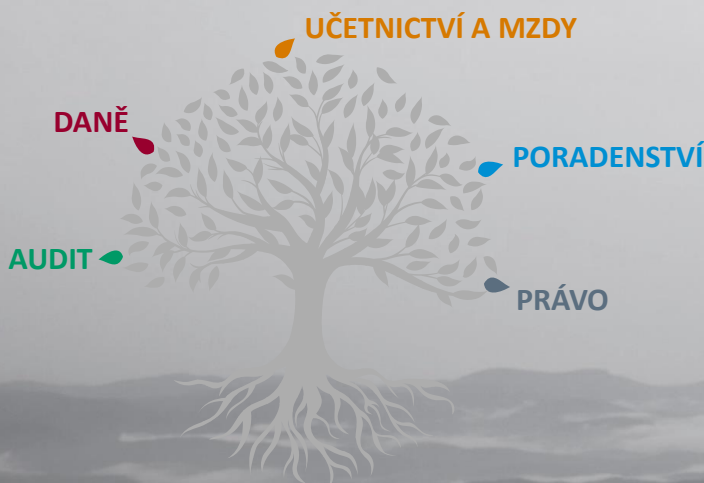 UČETNICTVÍ A MZDY
DANĚ
PORADENSTVÍ
AUDIT
PRÁVO